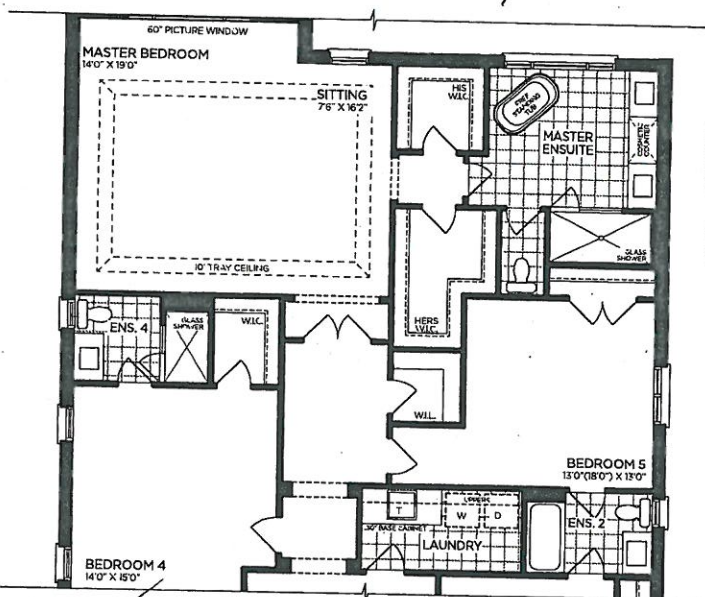 60" PICTURE WINDOW
MASTER BEDROOM
14'0" X 19'0"
SITTING
7'6" X 16'2"
HIS
W.I.C.
FREE
STANDING
TUB
MASTER
ENSUITE
COSMETIC
COUNTER
10' TRAY CEILING
GLASS
SHOWER
ENS. 4
GLASS
SHOWER
W.I.C.
HERS
W.I.C.
W.I.L.
BEDROOM 5
13'0"(18'0") X 13'0"
UPPERS
T
W
D
30" BASE CABINET
LAUNDRY
ENS. 2
BEDROOM 4
14'0" X 15'0"